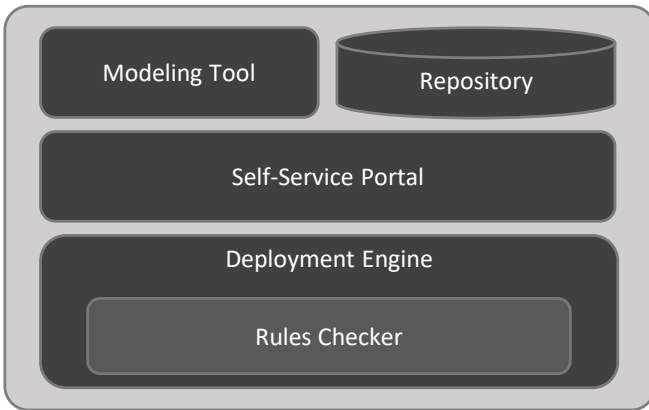 Modeling Tool
Repository
Self-Service Portal
Deployment Engine
Rules Checker